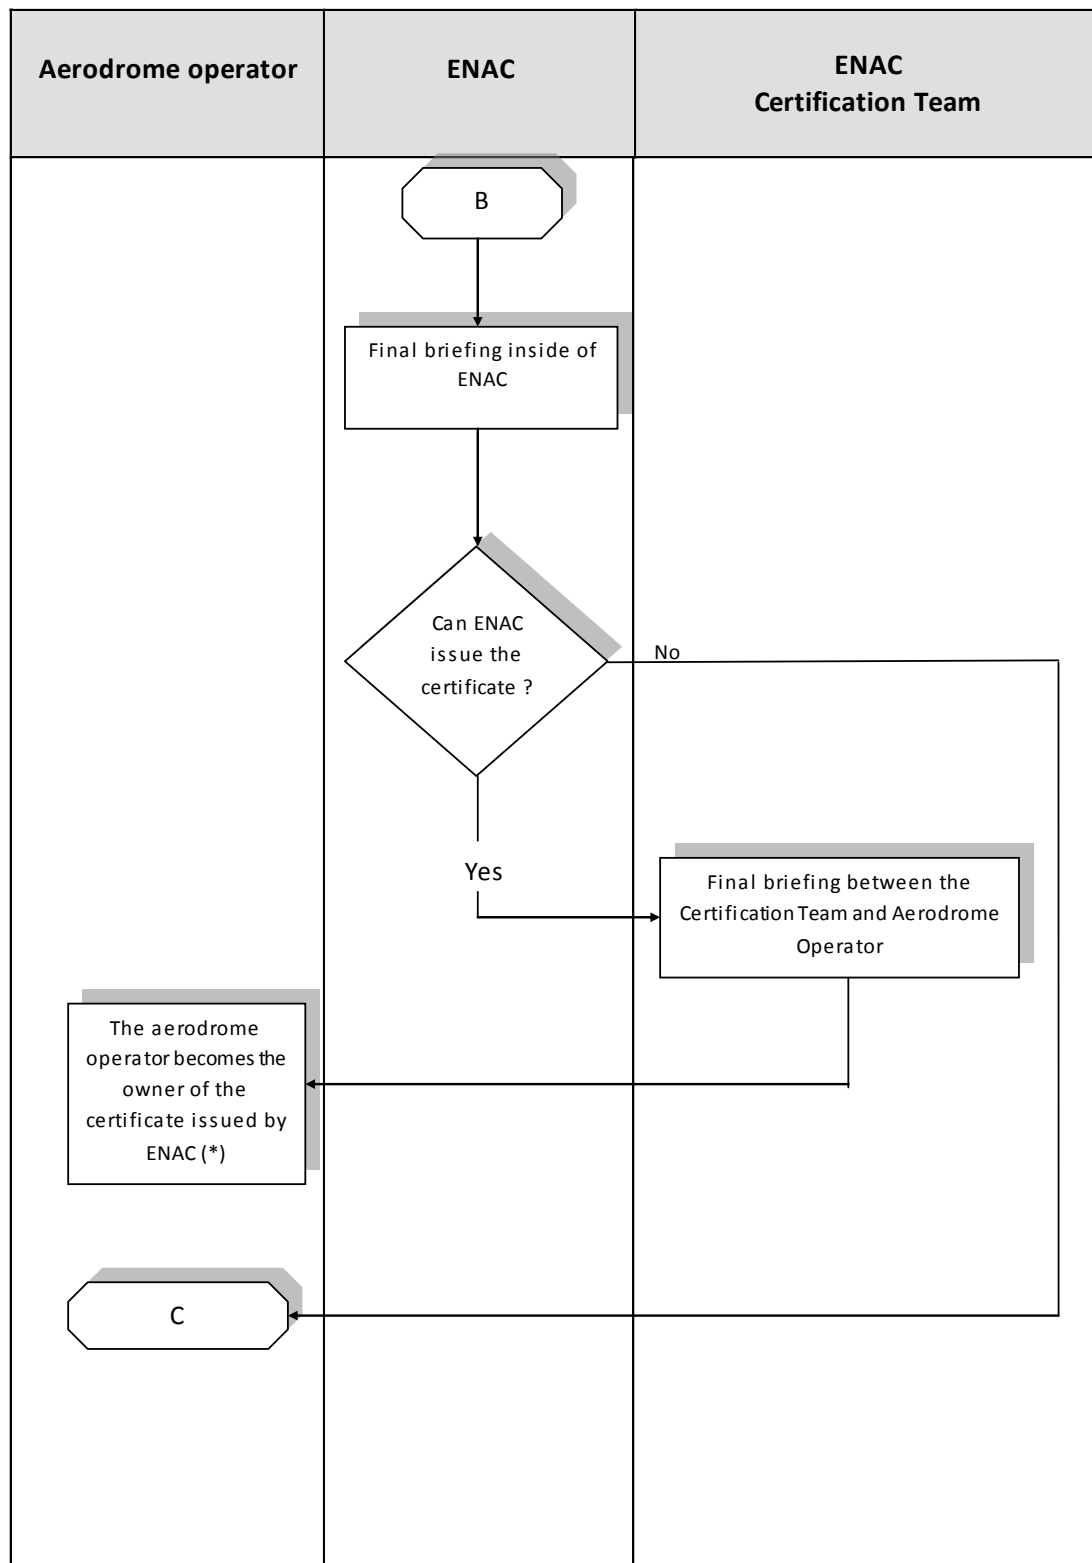 Aerodrome operator
ENAC
ENAC
Certification Team
B
Final briefing inside of
ENAC
Can ENAC
issue the
certificate ?
No
Yes
Final briefing between the
Certification Team and Aerodrome
Operator
The aerodrome
operator becomes the
owner of the
certificate issued by
ENAC (*)
C